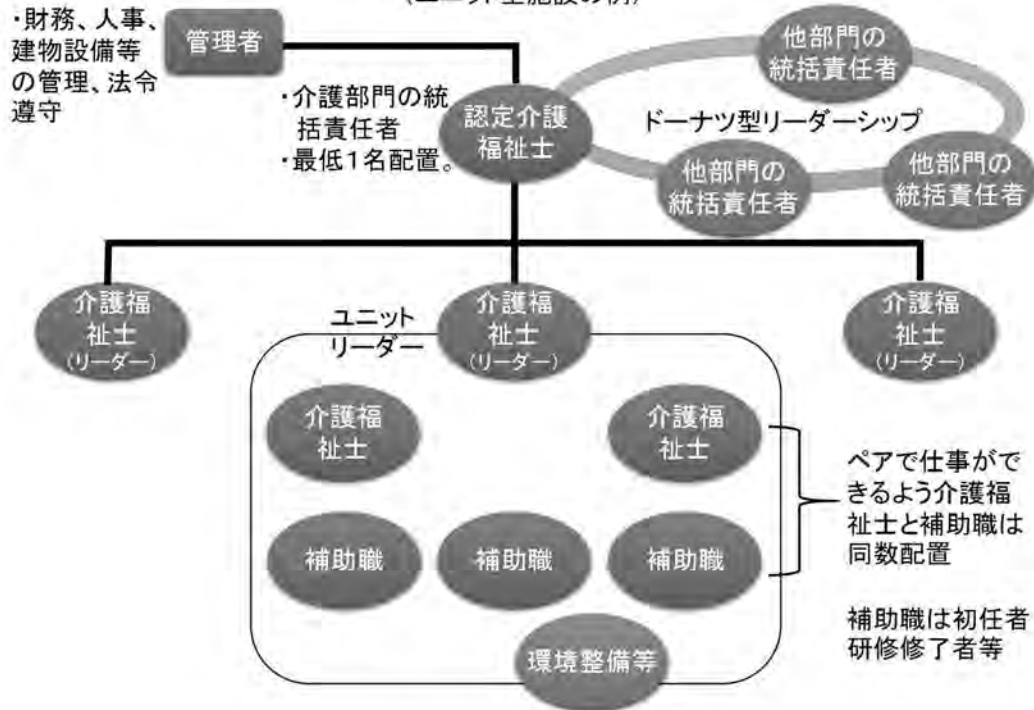 (ユニット型施設の例)
・財務、人事、
建物設備等
の管理、法令
遵守
管理者
・介護部門の統
括責任者
・最低1名配置。
認定介護
福祉士
他部門の
統括責任者
ドーナツ型リーダーシップ
他部門の
統括責任者
他部門の
統括責任者
介護福
祉士
(リーダー)
ユニット
リーダー
介護福
祉士
(リーダー)
介護福
祉士
(リーダー)
介護福
祉士
介護福
祉士
補助職
補助職
補助職
環境整備等
ペアで仕事がで
きるよう介護福
祉士と補助職は
同数配置
補助職は初任者
研修修了者等